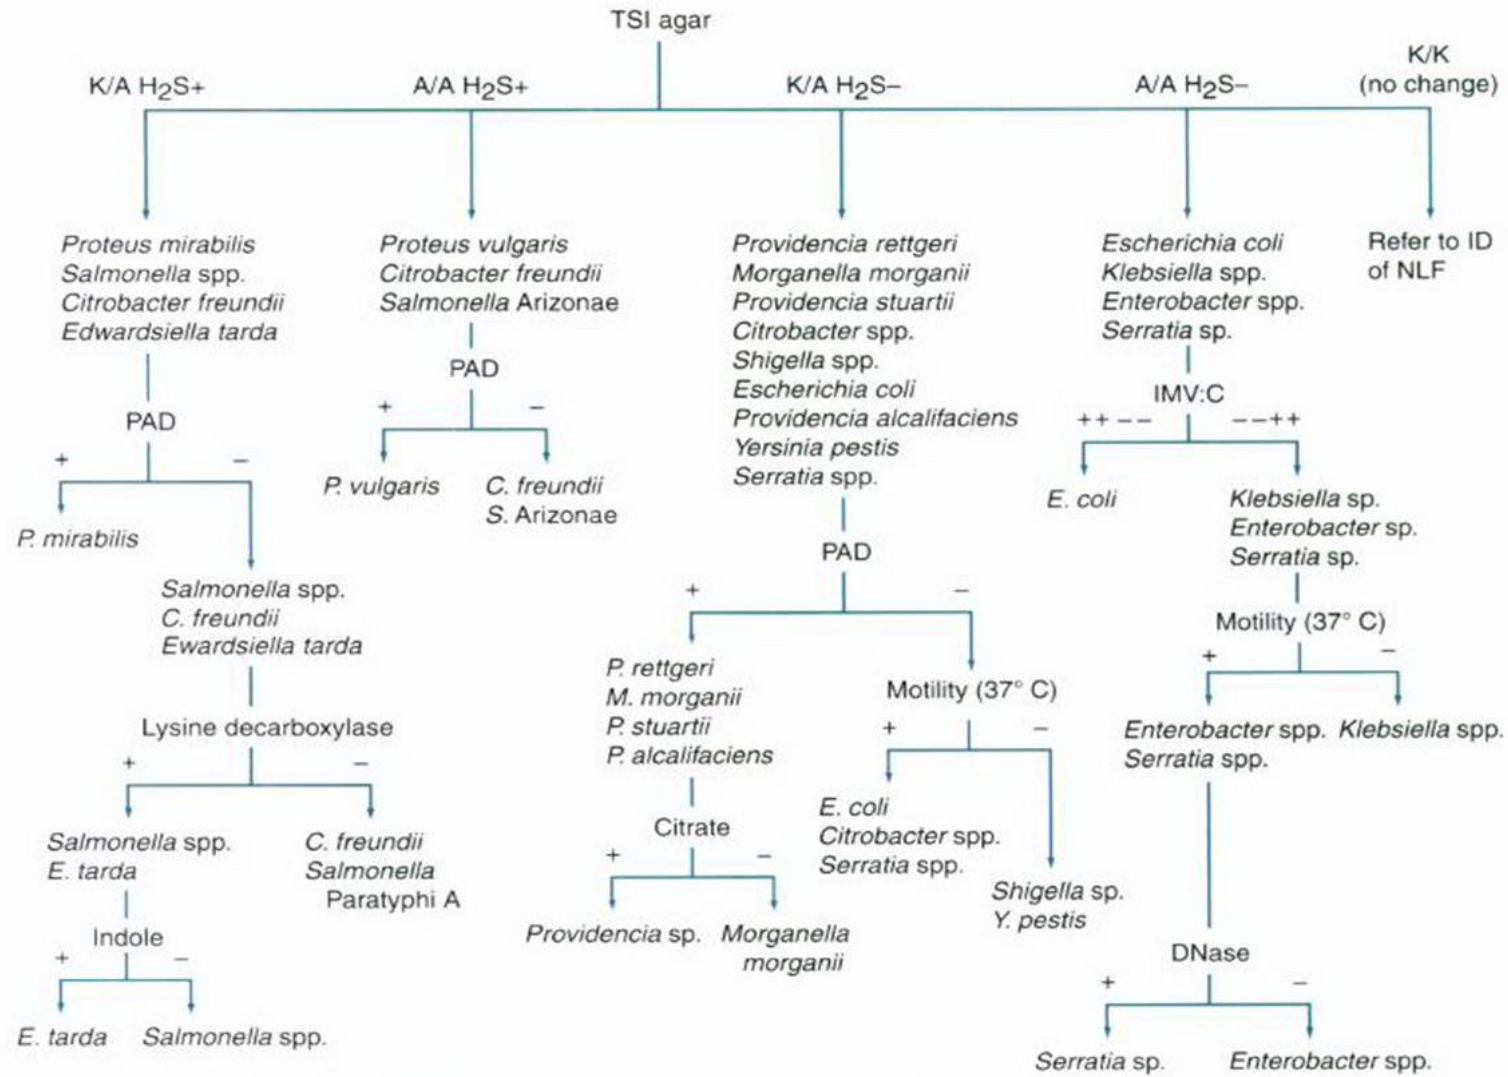 TSI agar
K/A H2S+
A/A H2S+
K/A H2S–
A/A H2S–
K/K
(no change)
Proteus mirabilis
Salmonella spp.
Citrobacter freundii
Edwardsiella tarda
PAD
+ –
P. mirabilis
Salmonella spp.
C. freundii
Ewardsiella tarda
Lysine decarboxylase
+ –
Salmonella spp.
E. tarda
C. freundii
Salmonella
Paratyphi A
Indole
+ –
E. tarda
Salmonella spp.
Proteus vulgaris
Citrobacter freundii
Salmonella Arizonae
PAD
+ –
P. vulgaris
C. freundii
S. Arizonae
Providencia rettgeri
Morganella morganii
Providencia stuartii
Citrobacter spp.
Shigella spp.
Escherichia coli
Providencia alcalifaciens
Yersinia pestis
Serratia spp.
PAD
+ –
P. rettgeri
M. morganii
P. stuartii
P. alcalifaciens
Citrate
+ –
Providencia sp.
Morganella
morganii
Motility (37° C)
+ –
E. coli
Citrobacter spp.
Serratia spp.
Shigella sp.
Y. pestis
Escherichia coli
Klebsiella spp.
Enterobacter spp.
Serratia sp.
IMV:C
++–– ––++
E. coli
Klebsiella sp.
Enterobacter sp.
Serratia sp.
Motility (37° C)
+ –
Enterobacter spp.
Serratia spp.
Klebsiella spp.
DNase
+ –
Serratia sp.
Enterobacter spp.
Refer to ID
of NLF